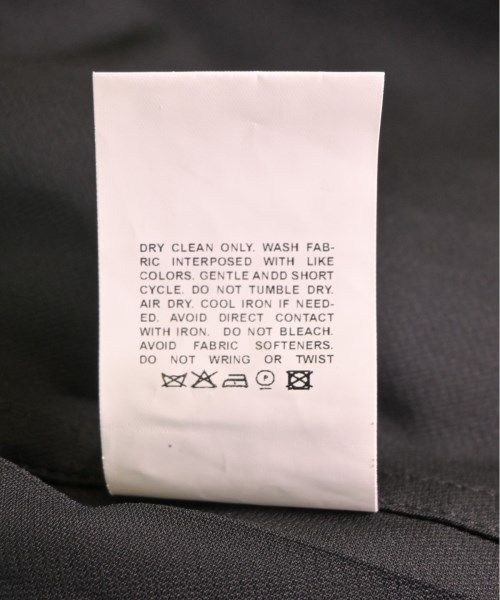 DRY CLEAN ONLY. WASH FAB-
RIC INTERPOSED WITH LIKE
COLORS. GENTLE ANDD SHORT
CYCLE. DO NOT TUMBLE DRY.
AIR DRY. COOL IRON IF NEED-
ED. AVOID DIRECT CONTACT
WITH IRON. DO NOT BLEACH.
AVOID FABRIC SOFTENERS.
DO NOT WRING OR TWIST
P